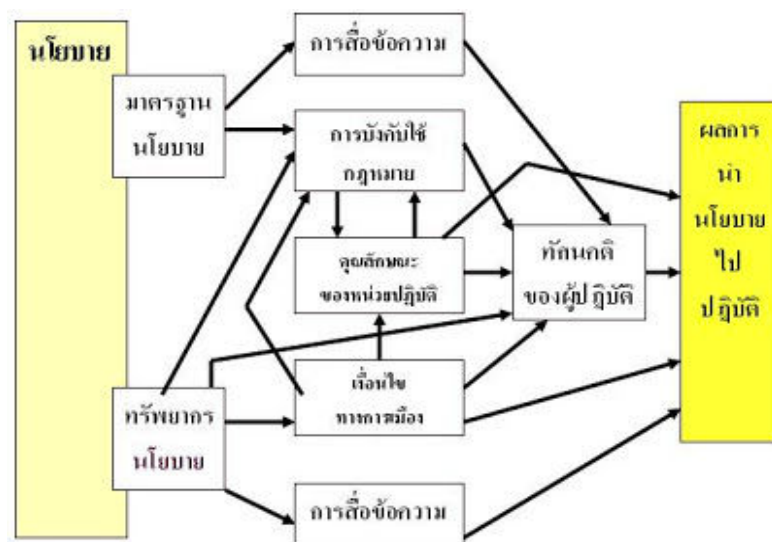 นโยบาย
การสื่อข้อความ
มาตรฐาน
นโยบาย
การบังคับใช้
กฎหมาย
คุณลักษณะ
ของหน่วยปฏิบัติ
ทัศนคติ
ของผู้ปฏิบัติ
ผลการ
นำ
นโยบาย
ไป
ปฏิบัติ
เงื่อนไข
ทางการเมือง
ทรัพยากร
นโยบาย
การสื่อข้อความ